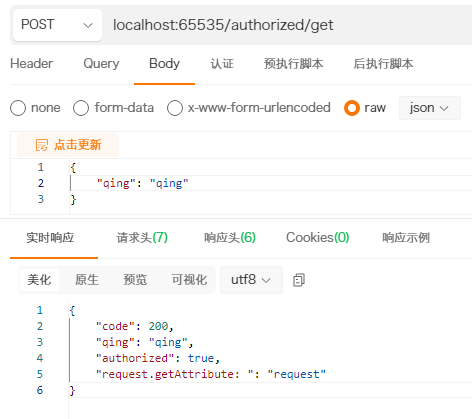 POST localhost:65535/authorized/get
Header Query Body 认证 预执行脚本 后执行脚本
none form-data x-www-form-urlencoded raw json
点击更新
1 {
2 "qing": "qing"
3 }
实时响应 请求头(7) 响应头(6) Cookies(0) 响应示例
美化 原生 预览 可视化 utf8
1 {
2 "code": 200,
3 "qing": "qing",
4 "authorized": true,
5 "request.getAttribute: ": "request"
6 }